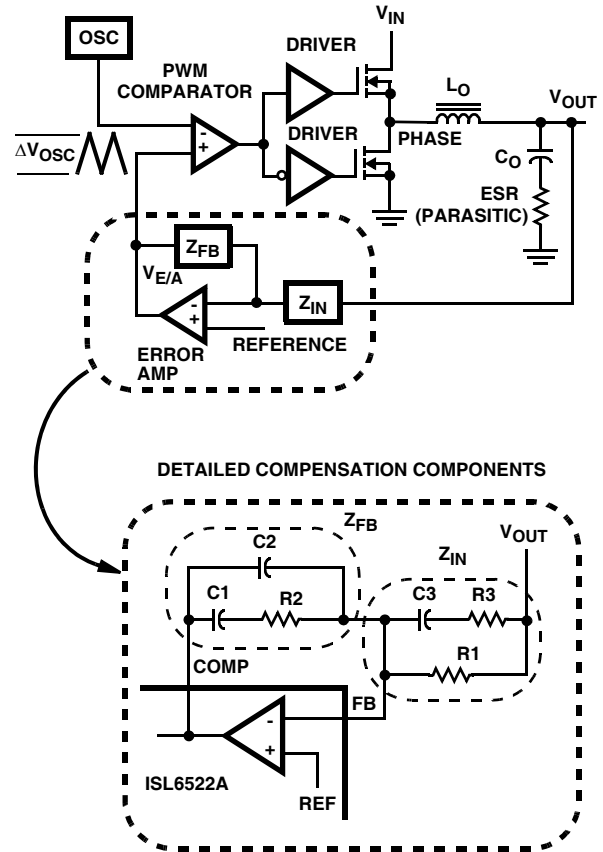 V_IN
OSC
DRIVER
PWM
COMPARATOR
L_O
V_OUT
-
+
DRIVER
PHASE
ΔV_OSC
C_O
ESR
(PARASITIC)
Z_FB
V_E/A
Z_IN
-
+
REFERENCE
ERROR
AMP
DETAILED COMPENSATION COMPONENTS
Z_FB
V_OUT
C2
Z_IN
C1
R2
C3
R3
R1
COMP
FB
-
+
ISL6522A
REF